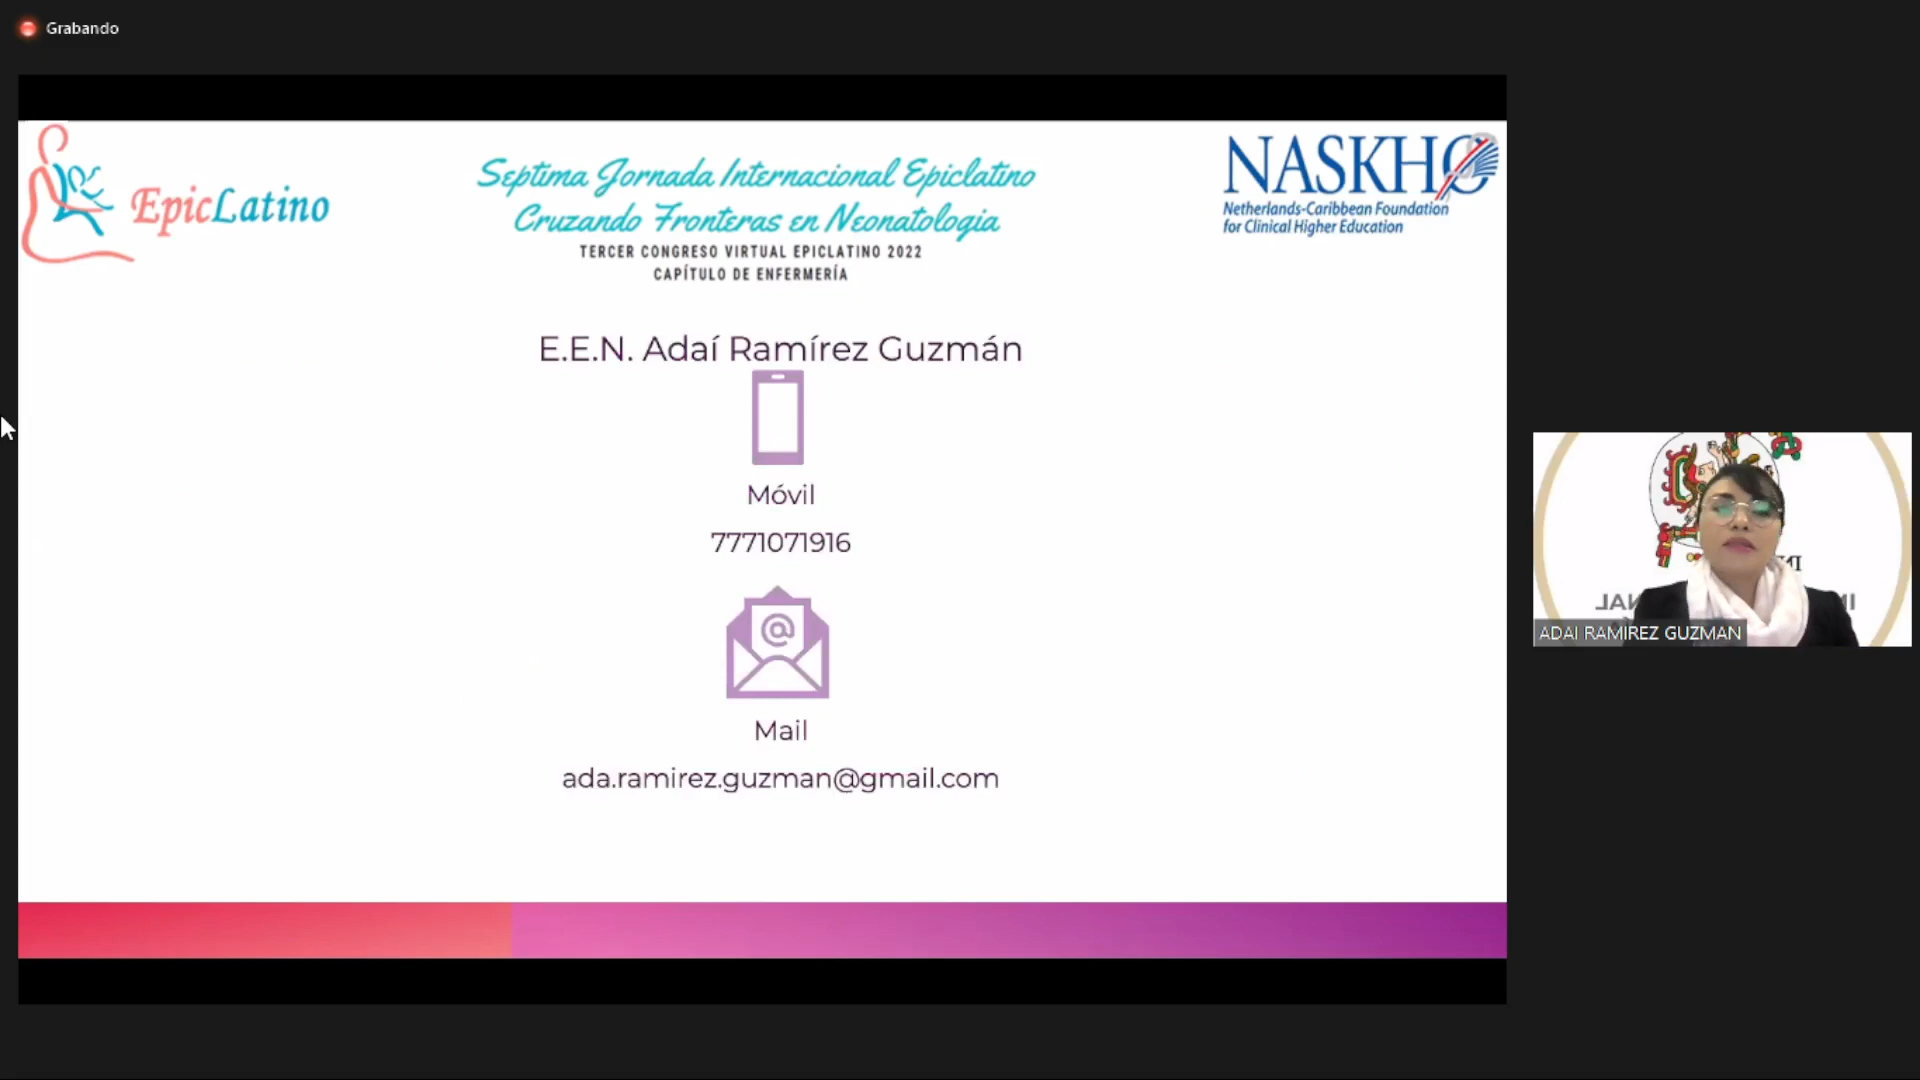 Grabando
EpicLatino
Septima Jornada Internacional Epiclatino
Cruzando Fronteras en Neonatologia
TERCER CONGRESO VIRTUAL EPICLATINO 2022
CAPÍTULO DE ENFERMERÍA
NASKHO
Netherlands-Caribbean Foundation
for Clinical Higher Education
E.E.N. Adaí Ramírez Guzmán
Móvil
7771071916
@
Mail
ada.ramirez.guzman@gmail.com
ADAI RAMIREZ GUZMAN